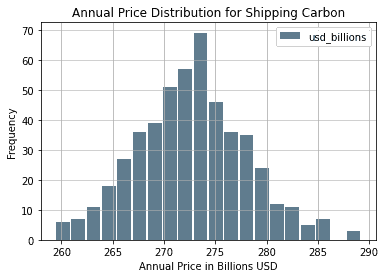 Annual Price Distribution for Shipping Carbon
usd_billions
Frequency
70
60
50
40
30
20
10
0
260 265 270 275 280 285 290
Annual Price in Billions USD